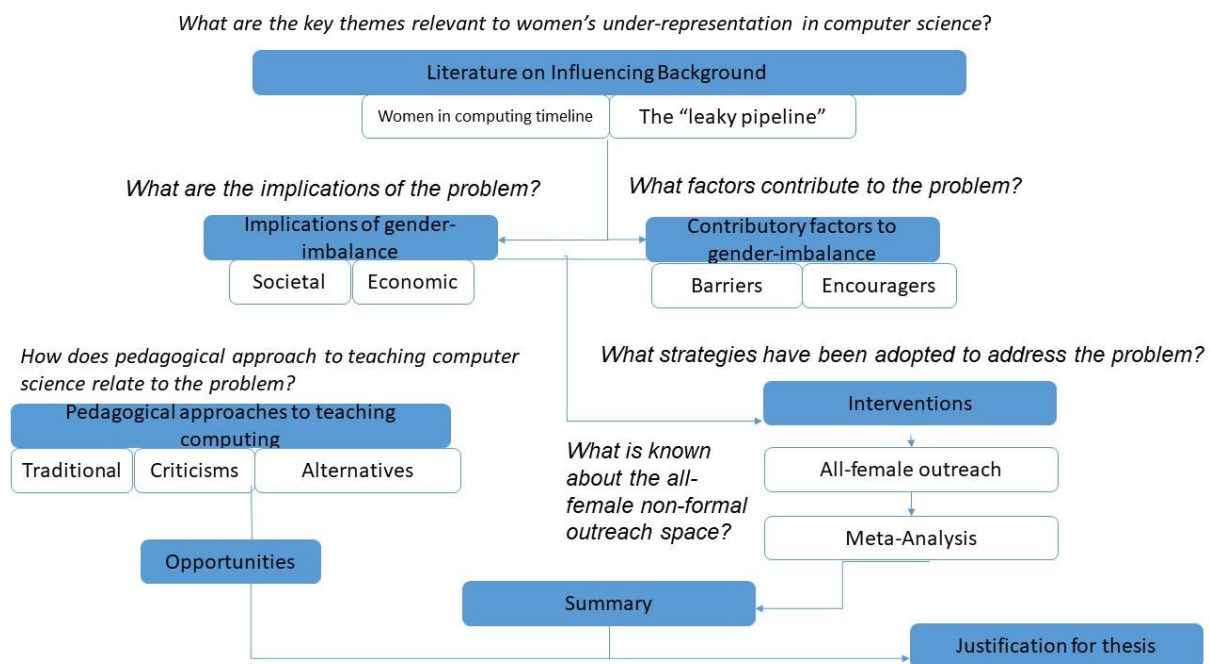 What are the key themes relevant to women's under-representation in computer science?
Literature on Influencing Background
Women in computing timeline
The “leaky pipeline”
What are the implications of the problem?
What factors contribute to the problem?
Implications of gender-
imbalance
Contributory factors to
gender-imbalance
Societal
Economic
Barriers
Encouragers
How does pedagogical approach to teaching computer
science relate to the problem?
What strategies have been adopted to address the problem?
Pedagogical approaches to teaching
computing
Interventions
Traditional
Criticisms
Alternatives
What is known
about the all-
female non-formal
outreach space?
All-female outreach
Meta-Analysis
Opportunities
Summary
Justification for thesis